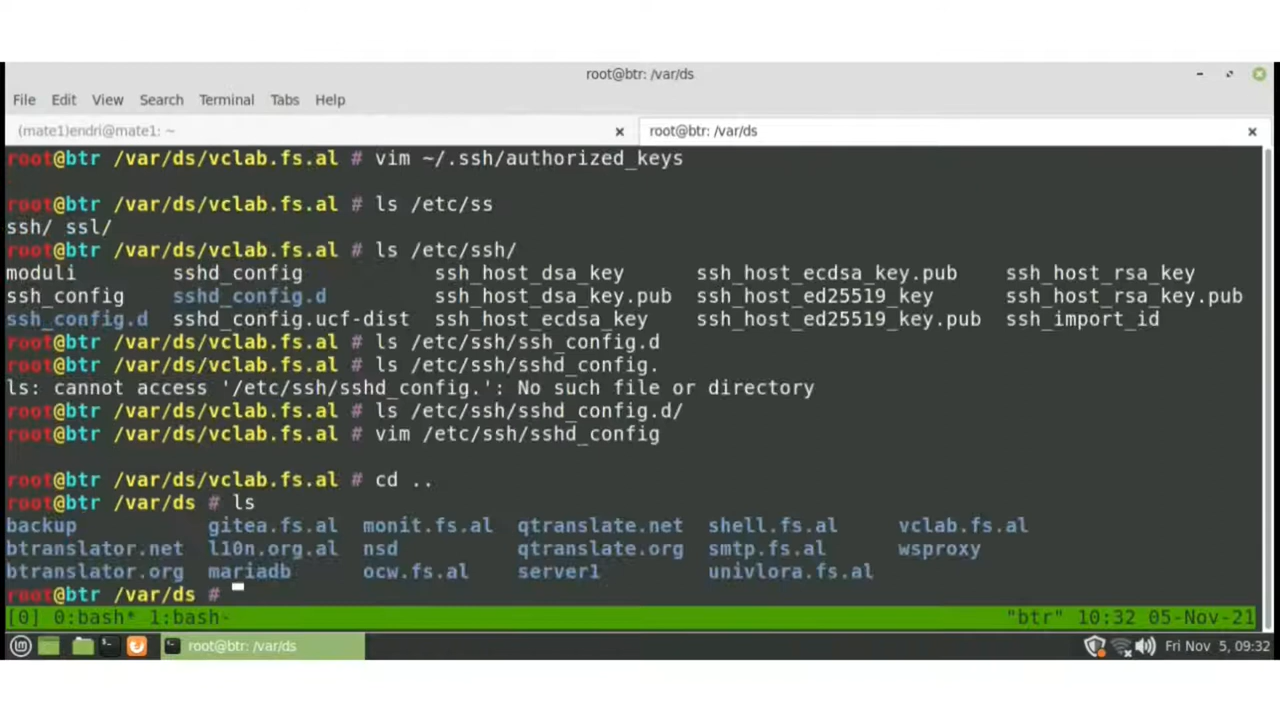 root@btr: /var/ds
File Edit View Search Terminal Tabs Help
(mate1)endri@mate1: ~ × root@btr: /var/ds ×
root@btr /var/ds/vclab.fs.al # vim ~/.ssh/authorized_keys
root@btr /var/ds/vclab.fs.al # ls /etc/ss
ssh/ ssl/
root@btr /var/ds/vclab.fs.al # ls /etc/ssh/
moduli sshd_config ssh_host_dsa_key ssh_host_ecdsa_key.pub ssh_host_rsa_key
ssh_config sshd_config.d ssh_host_dsa_key.pub ssh_host_ed25519_key ssh_host_rsa_key.pub
ssh_config.d sshd_config.ucf-dist ssh_host_ecdsa_key ssh_host_ed25519_key.pub ssh_import_id
root@btr /var/ds/vclab.fs.al # ls /etc/ssh/ssh_config.d
root@btr /var/ds/vclab.fs.al # ls /etc/ssh/sshd_config.
ls: cannot access '/etc/ssh/sshd_config.': No such file or directory
root@btr /var/ds/vclab.fs.al # ls /etc/ssh/sshd_config.d/
root@btr /var/ds/vclab.fs.al # vim /etc/ssh/sshd_config
root@btr /var/ds/vclab.fs.al # cd ..
root@btr /var/ds # ls
backup gitea.fs.al monit.fs.al qtranslate.net shell.fs.al vclab.fs.al
btranslator.net l10n.org.al nsd qtranslate.org smtp.fs.al wsproxy
btranslator.org mariadb ocw.fs.al server1 univlora.fs.al
root@btr /var/ds #
[0] 0:bash* 1:bash- "btr" 10:32 05-Nov-21
root@btr: /var/ds Fri Nov 5, 09:32